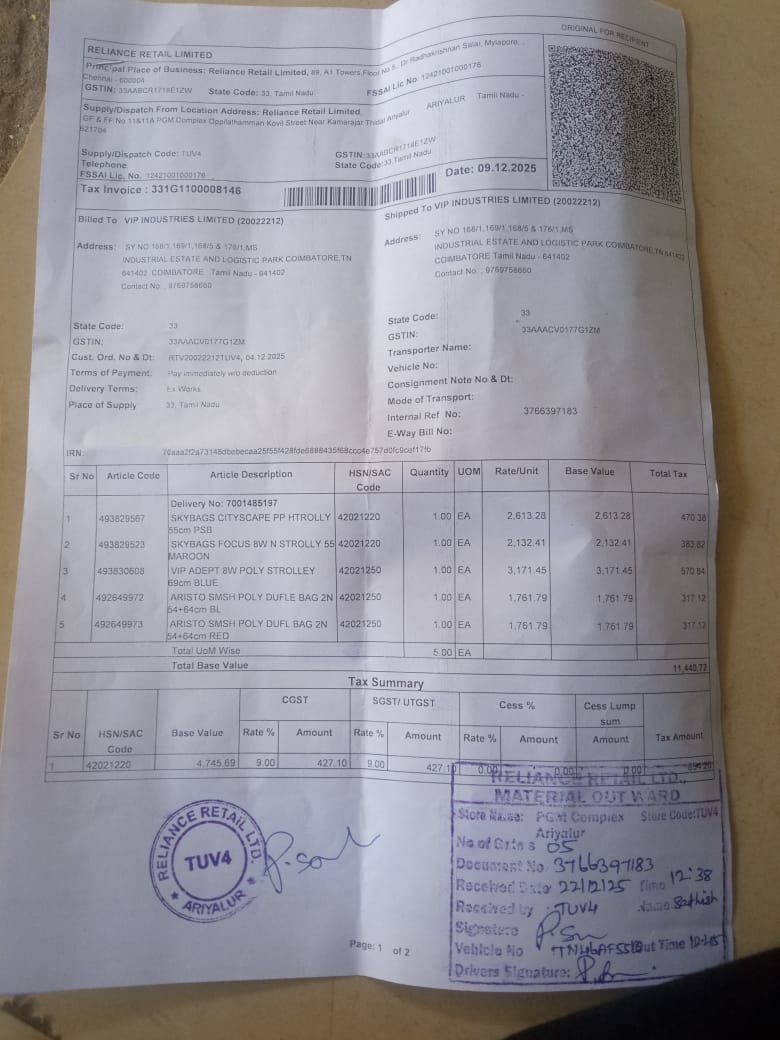 ORIGINAL FOR RECIPIENT
RELIANCE RETAIL LIMITED
Principal Place of Business: Reliance Retail Limited, 89, A1 Towers,Floor No 5,, Dr Radhakrishnan Salai, Mylapore,
Chennai - 600004
GSTIN: 33AABCR1718E1ZW State Code: 33, Tamil Nadu FSSAI Lic No. 12421001000176
Supply/Dispatch From Location Address: Reliance Retail Limited
GF & FF No 11&11A PGM Complex Oppilathamman Kovil Street Near Kamarajar Thidal Ariyalur ARIYALUR Tamil Nadu -
621704
Supply/Dispatch Code: TUV4 GSTIN:33AABCR1718E1ZW
Telephone: State Code:33,Tamil Nadu
FSSAI Lic. No. 12421001000176
Tax Invoice : 331G1100008146 Date: 09.12.2025
Billed To VIP INDUSTRIES LIMITED (20022212) Shipped To VIP INDUSTRIES LIMITED (20022212)
Address: SY NO 168/1,169/1,168/5 & 176/1,MS Address: SY NO 168/1,169/1,168/5 & 176/1,MS
INDUSTRIAL ESTATE AND LOGISTIC PARK COIMBATORE,TN INDUSTRIAL ESTATE AND LOGISTIC PARK COIMBATORE,TN 641402
641402 COIMBATORE Tamil Nadu - 641402 COIMBATORE Tamil Nadu - 641402
Contact No. , 9769758660 Contact No. , 9769758660
State Code: 33 State Code: 33
GSTIN: 33AAACV0177G1ZM GSTIN: 33AAACV0177G1ZM
Cust. Ord. No & Dt: RTV20022212TUV4, 04.12.2025 Transporter Name:
Terms of Payment: Pay immediately w/o deduction Vehicle No:
Delivery Terms: Ex Works Consignment Note No & Dt:
Place of Supply 33, Tamil Nadu Mode of Transport:
Internal Ref No: 3766397183
E-Way Bill No:
IRN:
Sr No Article Code Article Description HSN/SAC Code Quantity UOM Rate/Unit Base Value Total Tax
Delivery No: 7001485197
1 493829567 SKYBAGS CITYSCAPE PP HTROLLY 42021220 1.00 EA 2,613.28 2,613.28 470.38
55cm PSB
2 493829523 SKYBAGS FOCUS 8W N STROLLY 55 42021220 1.00 EA 2,132.41 2,132.41 383.82
MAROON
3 493830608 VIP ADEPT 8W POLY STROLLEY 42021250 1.00 EA 3,171.45 3,171.45 570.84
69cm BLUE
4 492649972 ARISTO SMSH POLY DUFLE BAG 2N 42021250 1.00 EA 1,761.79 1,761.79 317.12
54+64cm BL
5 492649973 ARISTO SMSH POLY DUFL BAG 2N 42021250 1.00 EA 1,761.79 1,761.79 317.12
54+64cm RED
Total UoM Wise 5.00 EA
Total Base Value 11,440.72
Tax Summary
Sr No HSN/SAC Code Base Value CGST SGST/ UTGST Cess % Cess Lump sum Tax Amount
Rate % Amount Rate % Amount Rate % Amount Amount
1 42021220 4,745.69 9.00 427.10 9.00 427.10 0.00 0.00 0.00 854.20
RELIANCE RETAIL LTD.
TUV4
★ ARIYALUR ★
RELIANCE RETAIL LTD.,
MATERIAL OUT WARD
Store Name: PGM Complex Store Code:TUV4
Ariyalur
No of Crtns 05
Document No. 3766397183
Received Date 22/12/25 Time 12:38
Received by : TUV4 Name Sathish
Signature
Vehicle No Out Time
Drivers Signature:
Page: 1 of 2